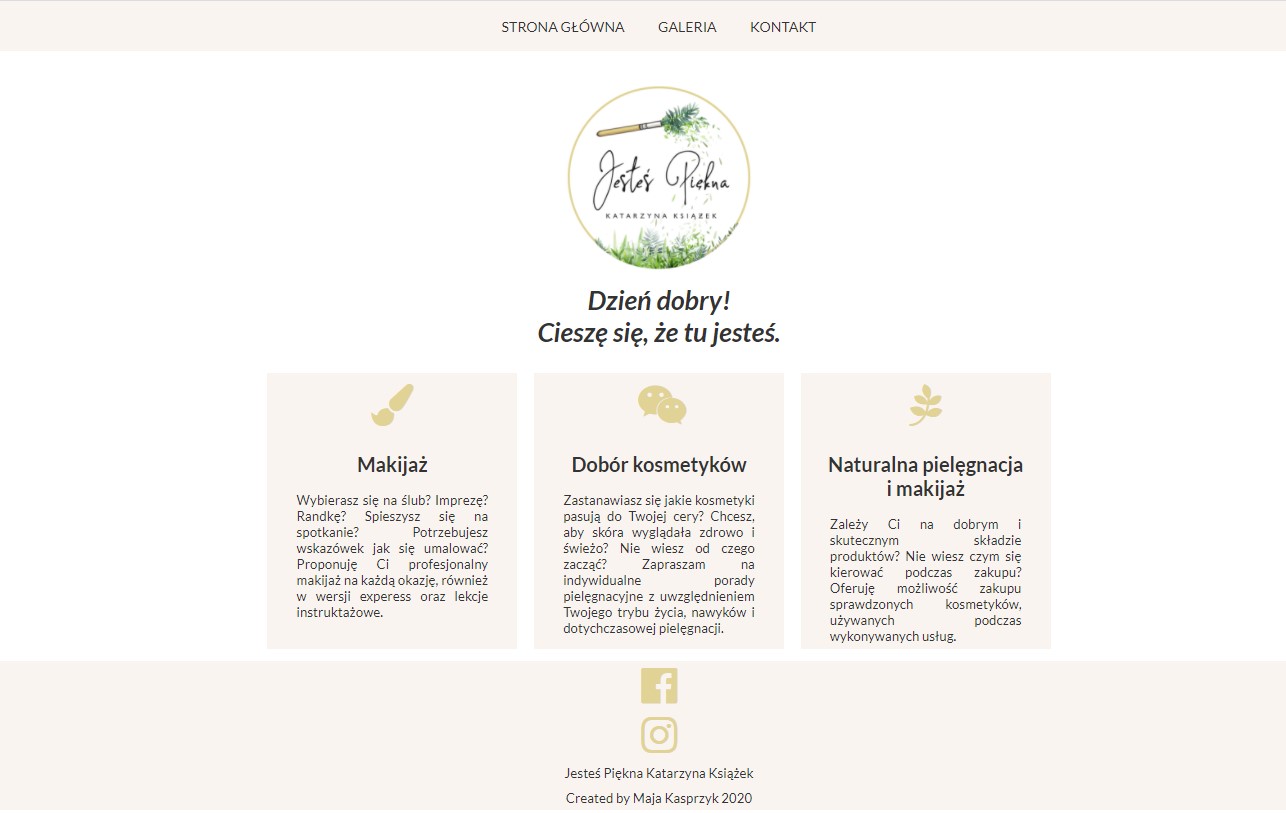 STRONA GŁÓWNA GALERIA KONTAKT
Jesteś Piękna
KATARZYNA KSIĄŻEK
Dzień dobry!
Cieszę się, że tu jesteś.
Makijaż
Wybierasz się na ślub? Imprezę?
Randkę? Spieszysz się na
spotkanie? Potrzebujesz
wskazówek jak się umalować?
Proponuję Ci profesjonalny
makijaż na każdą okazję, również
w wersji experess oraz lekcje
instruktażowe.
Dobór kosmetyków
Zastanawiasz się jakie kosmetyki
pasują do Twojej cery? Chcesz,
aby skóra wyglądała zdrowo i
świeżo? Nie wiesz od czego
zacząć? Zapraszam na
indywidualne porady
pielęgnacyjne z uwzględnieniem
Twojego trybu życia, nawyków i
dotychczasowej pielęgnacji.
Naturalna pielęgnacja
i makijaż
Zależy Ci na dobrym i
skutecznym składzie
produktów? Nie wiesz czym się
kierować podczas zakupu?
Oferuję możliwość zakupu
sprawdzonych kosmetyków,
używanych podczas
wykonywanych usług.
Jesteś Piękna Katarzyna Książek
Created by Maja Kasprzyk 2020